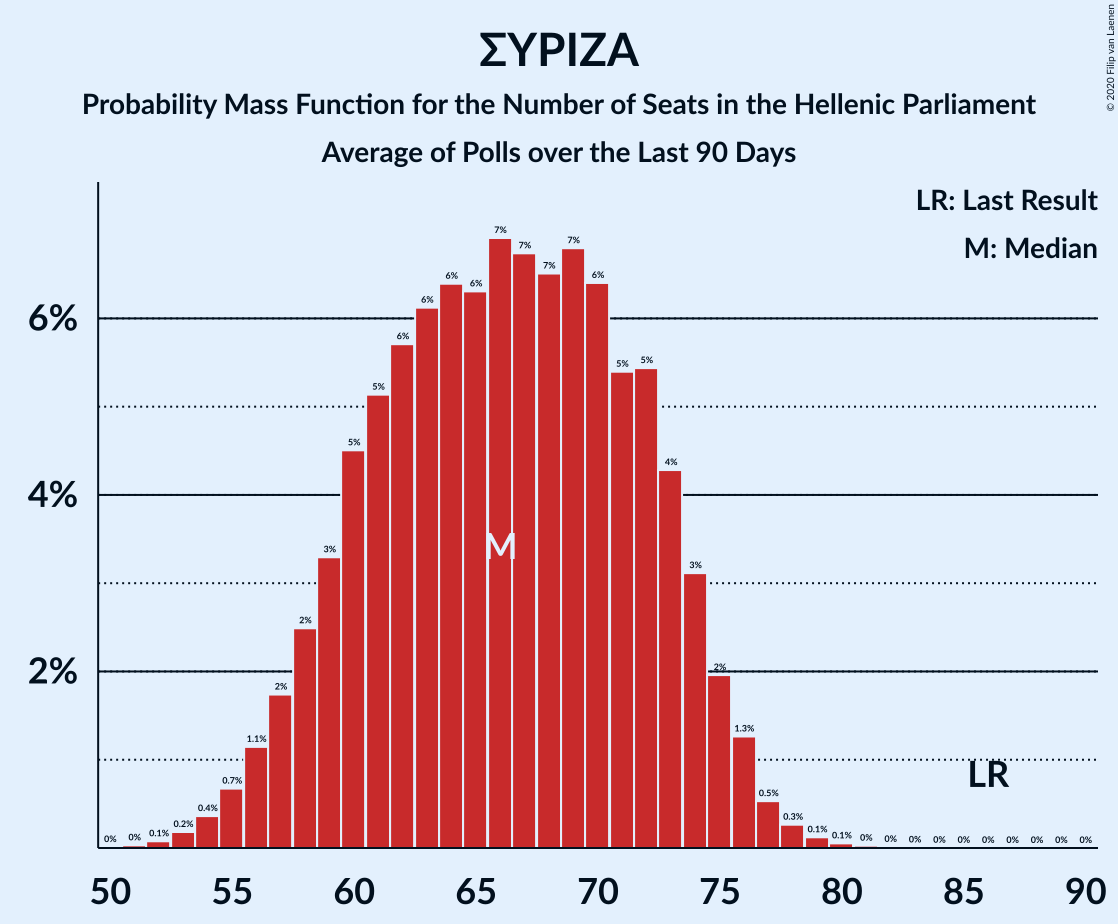 ΣΥΡΙΖΑ
Probability Mass Function for the Number of Seats in the Hellenic Parliament
Average of Polls over the Last 90 Days
© 2020 Filip van Laenen
LR: Last Result
M: Median
6%
4%
2%
0% 0% 0.1% 0.2% 0.4% 0.7% 1.1% 2% 2% 3% 5% 5% 6% 6% 6% 6% 7% 7% 7% 7% 6% 5% 5% 4% 3% 2% 1.3% 0.5% 0.3% 0.1% 0.1% 0% 0% 0% 0% 0% 0% 0% 0% 0% 0%
M
LR
50 55 60 65 70 75 80 85 90